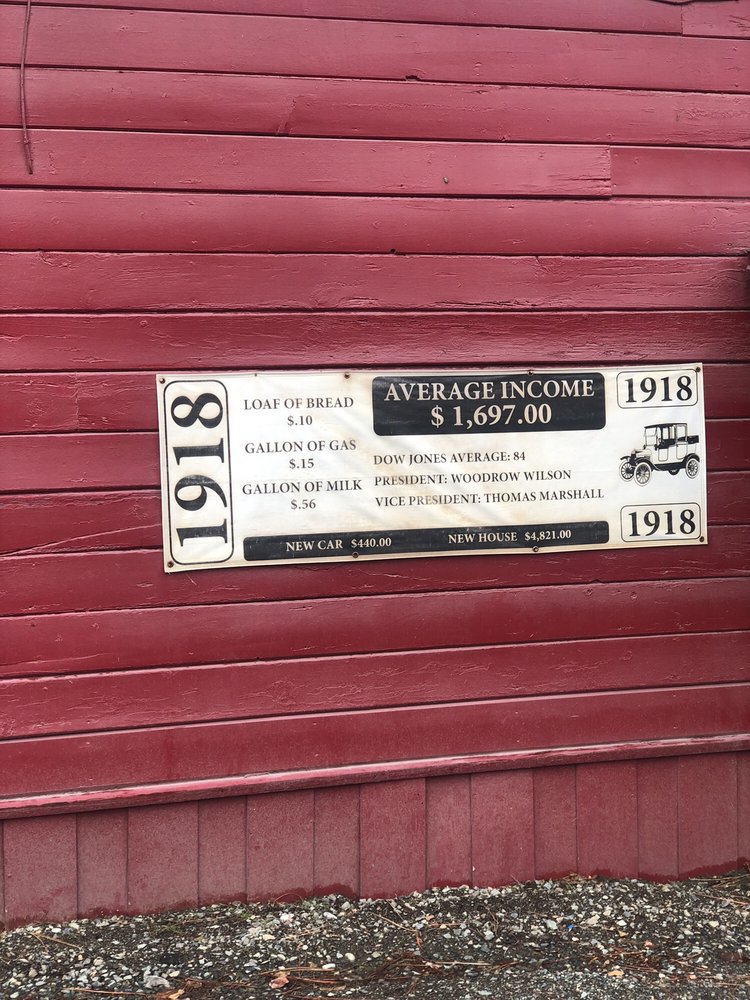 1918
LOAF OF BREAD
$.10
GALLON OF GAS
$.15
GALLON OF MILK
$.56
AVERAGE INCOME
$ 1,697.00
DOW JONES AVERAGE: 84
PRESIDENT: WOODROW WILSON
VICE PRESIDENT: THOMAS MARSHALL
NEW CAR $440.00 NEW HOUSE $4,821.00
1918
1918